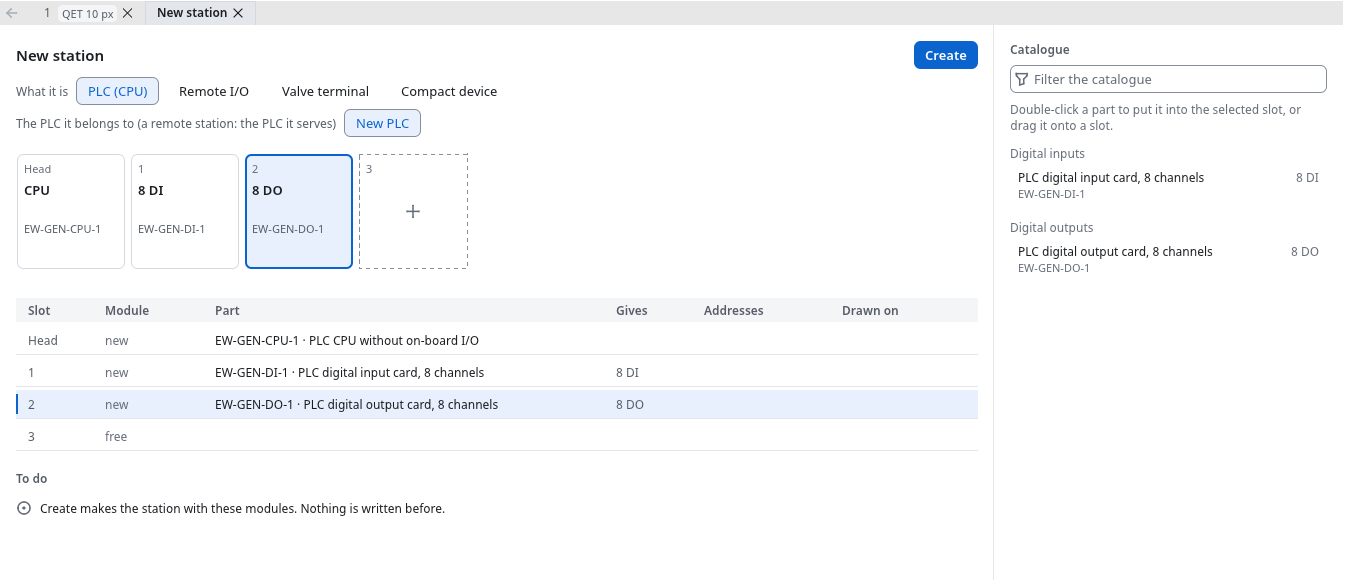 1 QET 10 px
New station
New station
Create
What it is PLC (CPU) Remote I/O Valve terminal Compact device
The PLC it belongs to (a remote station: the PLC it serves) New PLC
Head
CPU
EW-GEN-CPU-1
1
8 DI
EW-GEN-DI-1
2
8 DO
EW-GEN-DO-1
3
+
Slot Module Part Gives Addresses Drawn on
Head new EW-GEN-CPU-1 · PLC CPU without on-board I/O
1 new EW-GEN-DI-1 · PLC digital input card, 8 channels 8 DI
2 new EW-GEN-DO-1 · PLC digital output card, 8 channels 8 DO
3 free
To do
Create makes the station with these modules. Nothing is written before.
Catalogue
Filter the catalogue
Double-click a part to put it into the selected slot, or
drag it onto a slot.
Digital inputs
PLC digital input card, 8 channels 8 DI
EW-GEN-DI-1
Digital outputs
PLC digital output card, 8 channels 8 DO
EW-GEN-DO-1